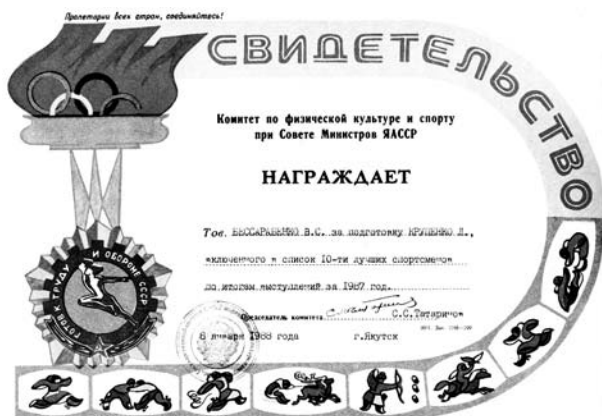 Пролетарии всех стран, соединяйтесь!
СВИДЕТЕЛЬСТВО
Комитет по физической культуре и спорту
при Совете Министров ЯАССР
НАГРАЖДАЕТ
Тов. БЕССАРАБЕНКО В.С. за подготовку КРУПЕНКО Л.,
включенного в список 10-ти лучших спортсменов
по итогам выступлений за 1987 год.
Председатель комитета С.С.Татаринов
8 января 1988 года г.Якутск
ГОТОВ К ТРУДУ И ОБОРОНЕ СССР